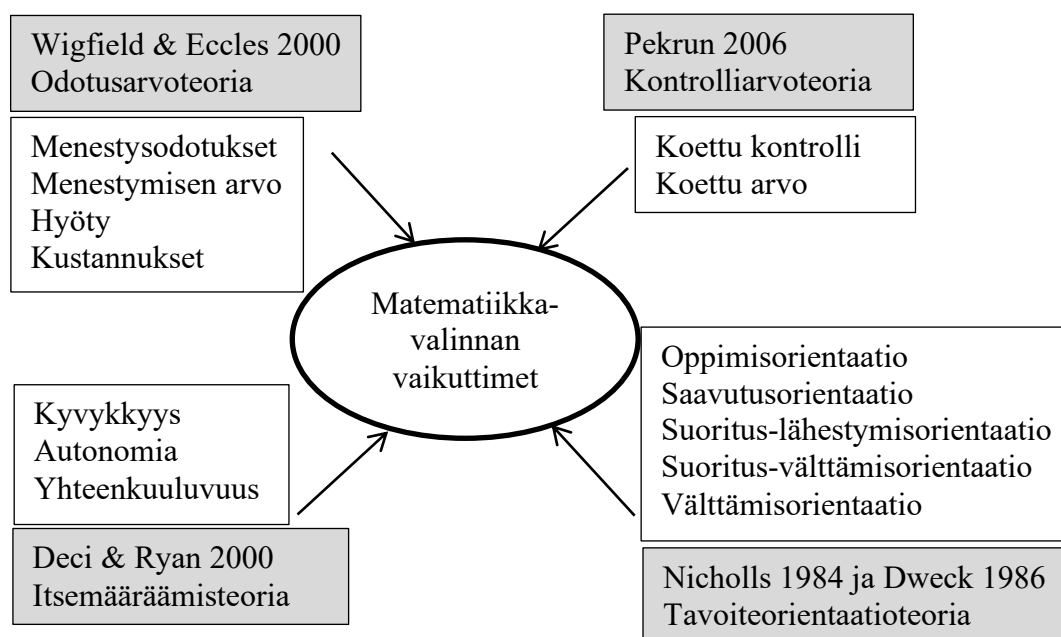 Wigfield & Eccles 2000
Odotusarvoteoria
Menestysodotukset
Menestymisen arvo
Hyöty
Kustannukset
Pekrun 2006
Kontrolliarvoteoria
Koettu kontrolli
Koettu arvo
Matematiikka-
valinnan
vaikuttimet
Kyvykkyys
Autonomia
Yhteenkuuluvuus
Deci & Ryan 2000
Itsemääräämisteoria
Oppimisorientaatio
Saavutusorientaatio
Suoritus-lähestymisorientaatio
Suoritus-välttämisorientaatio
Välttämisorientaatio
Nicholls 1984 ja Dweck 1986
Tavoiteorientaatioteoria